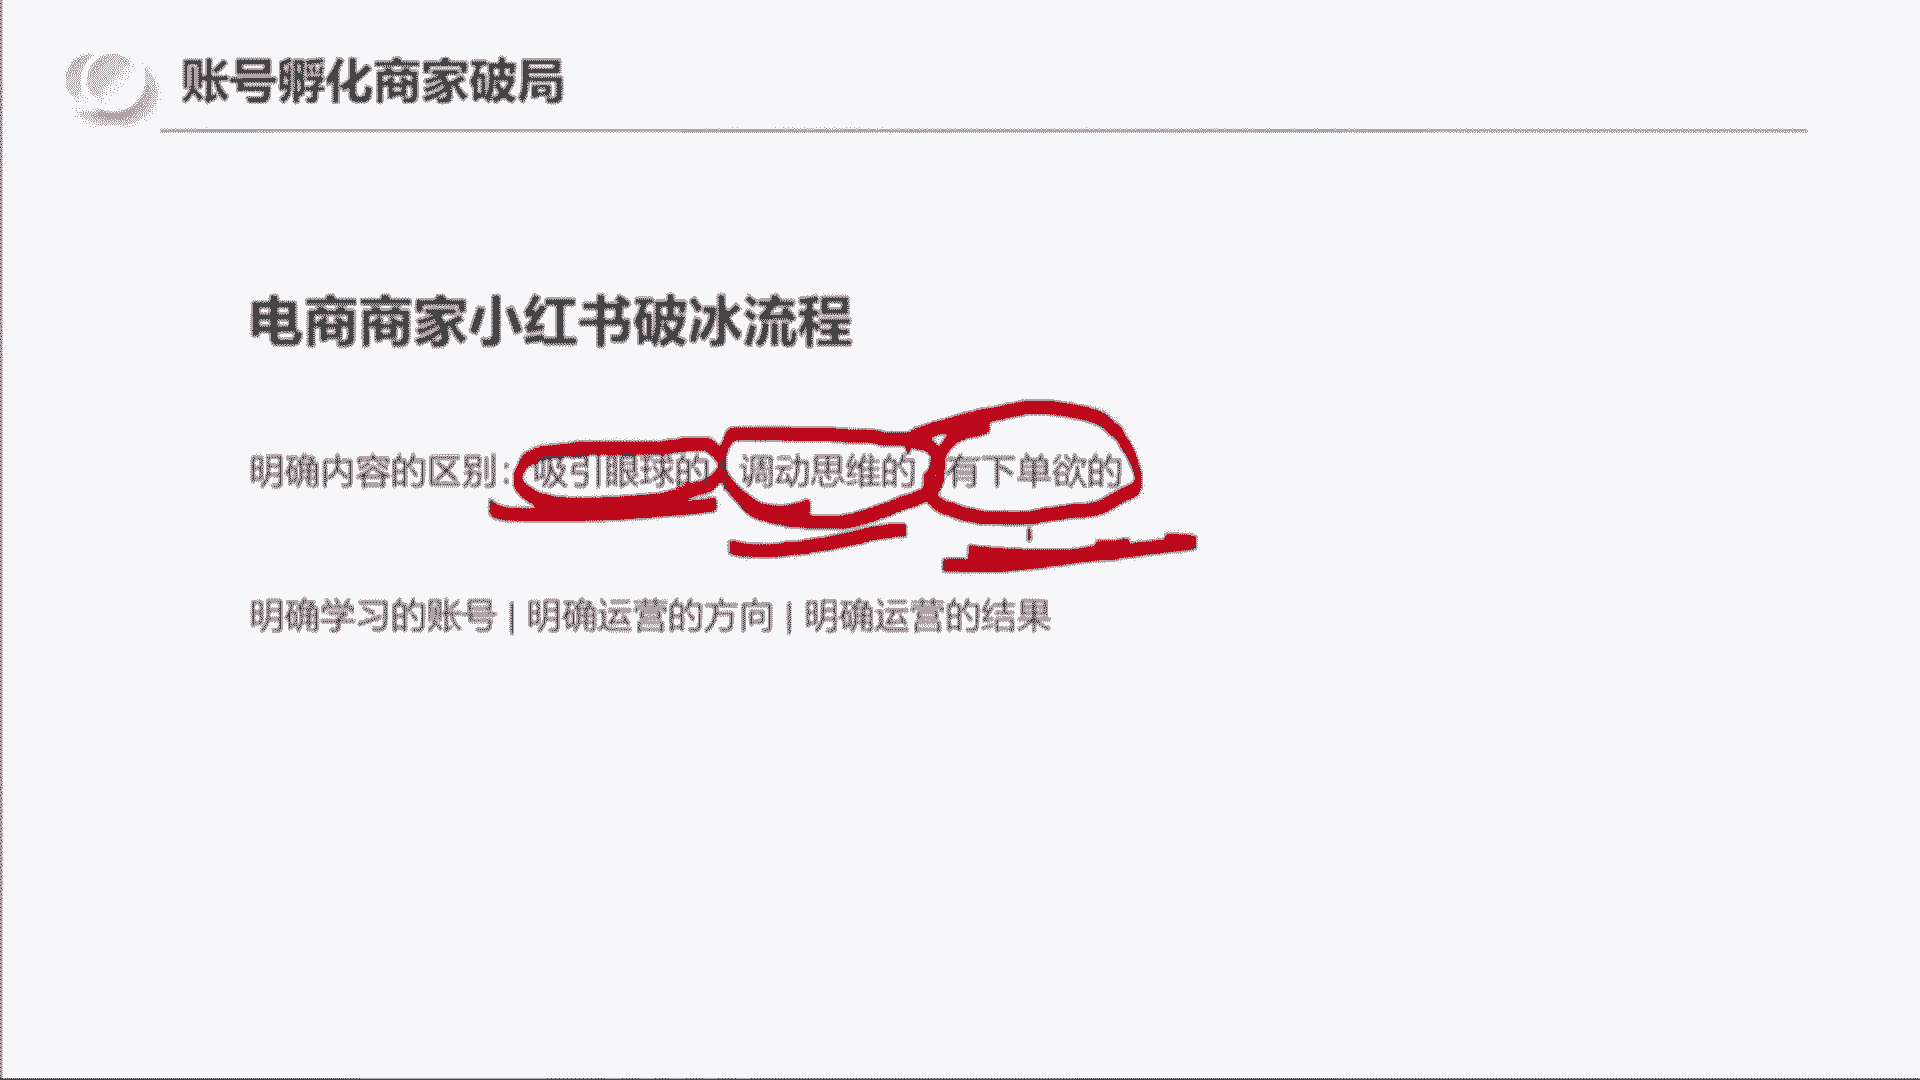 账号孵化商家破局
电商商家小红书破冰流程
明确内容的区别：吸引眼球的 调动思维的 有下单欲的
明确学习的账号 | 明确运营的方向 | 明确运营的结果